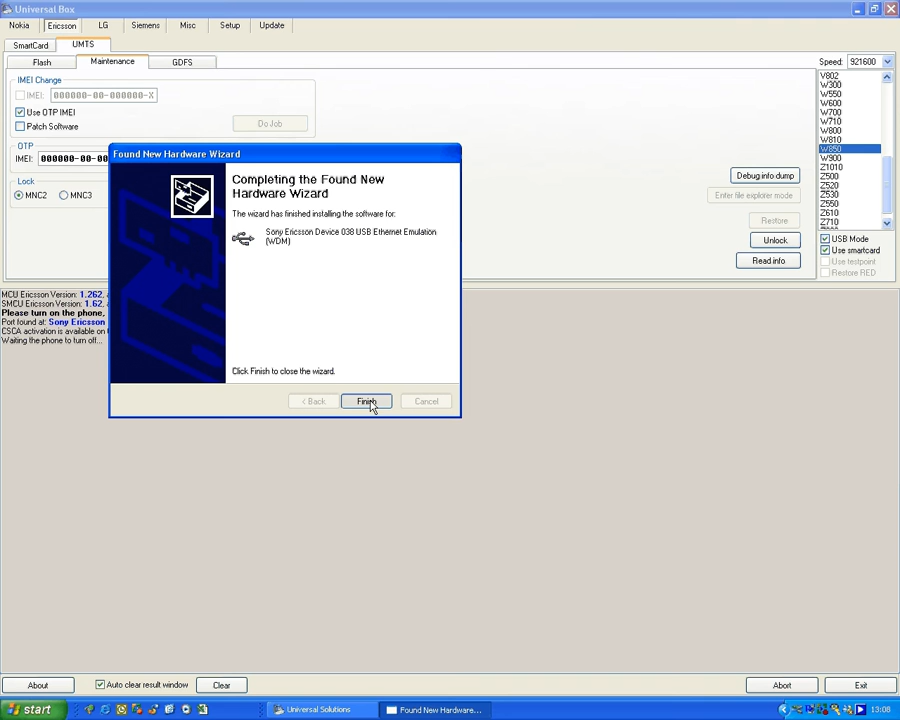 Universal Box
Nokia Ericsson LG Siemens Misc Setup Update
SmartCard UMTS
Flash Maintenance GDFS
Speed: 921600
IMEI Change
IMEI: 000000-00-000000-X
Use OTP IMEI
Patch Software
Do Job
OTP
IMEI: 000000-00-00
Lock
MNC2 MNC3
Debug info dump
Enter file explorer mode
Restore
Unlock
Read info
V802
W300
W550
W600
W700
W710
W800
W810
W850
W900
Z1010
Z500
Z520
Z530
Z550
Z610
Z710
USB Mode
Use smartcard
Use testpoint
Restore RED
MCU Ericsson Version: 1.262,
SMCU Ericsson Version: 1.62,
Please turn on the phone,
Port found at: Sony Ericsson
CSCA activation is available on
Waiting the phone to turn off...
Found New Hardware Wizard
Completing the Found New
Hardware Wizard
The wizard has finished installing the software for:
Sony Ericsson Device 038 USB Ethernet Emulation
(WDM)
Click Finish to close the wizard.
< Back Finish Cancel
About Auto clear result window Clear Abort Exit
start Universal Solutions Found New Hardware... 13:08